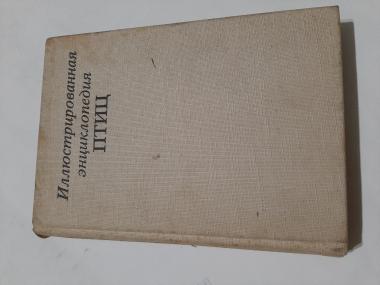 Иллюстрированная
энциклопедия
ПТИЦ